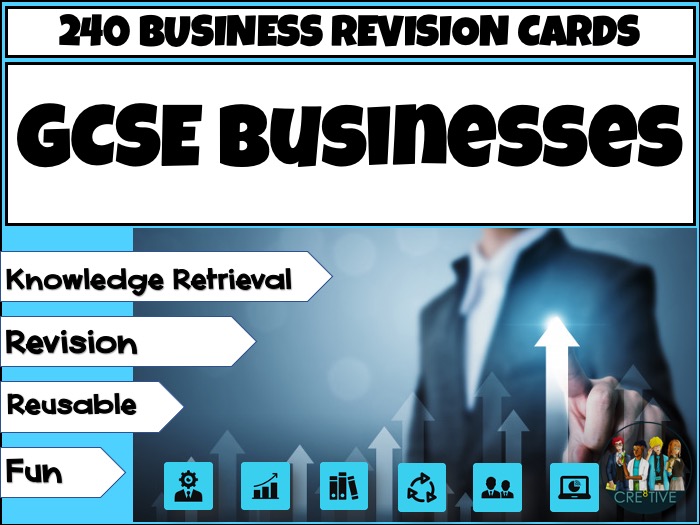 240 BUSINESS REVISION CARDS
GCSE Businesses
Knowledge Retrieval
Revision
Reusable
Fun
CRE8TIVE